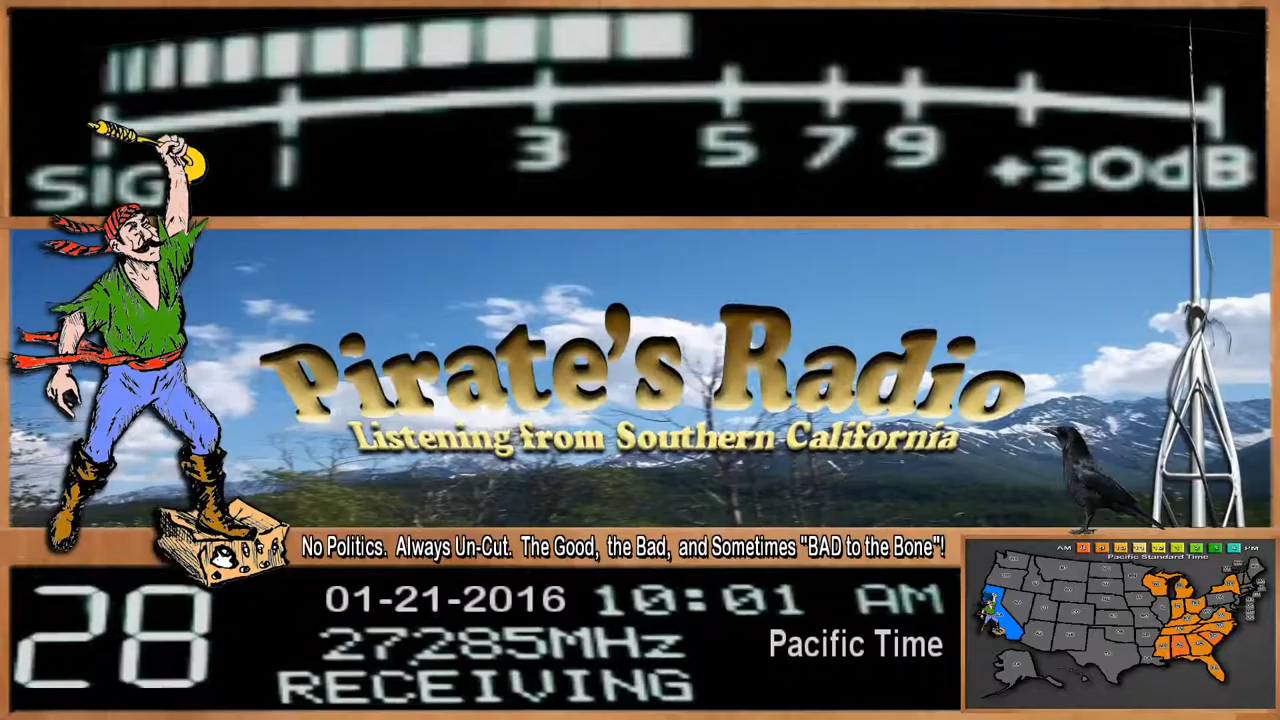 1 3 5 7 9 +30dB
SIG
Pirate's Radio
Listening from Southern California
No Politics. Always Un-Cut. The Good, the Bad, and Sometimes "BAD to the Bone"!
28
01-21-2016 10:01 AM
27285MHz
Pacific Time
RECEIVING
AM PM
Pacific Standard Time